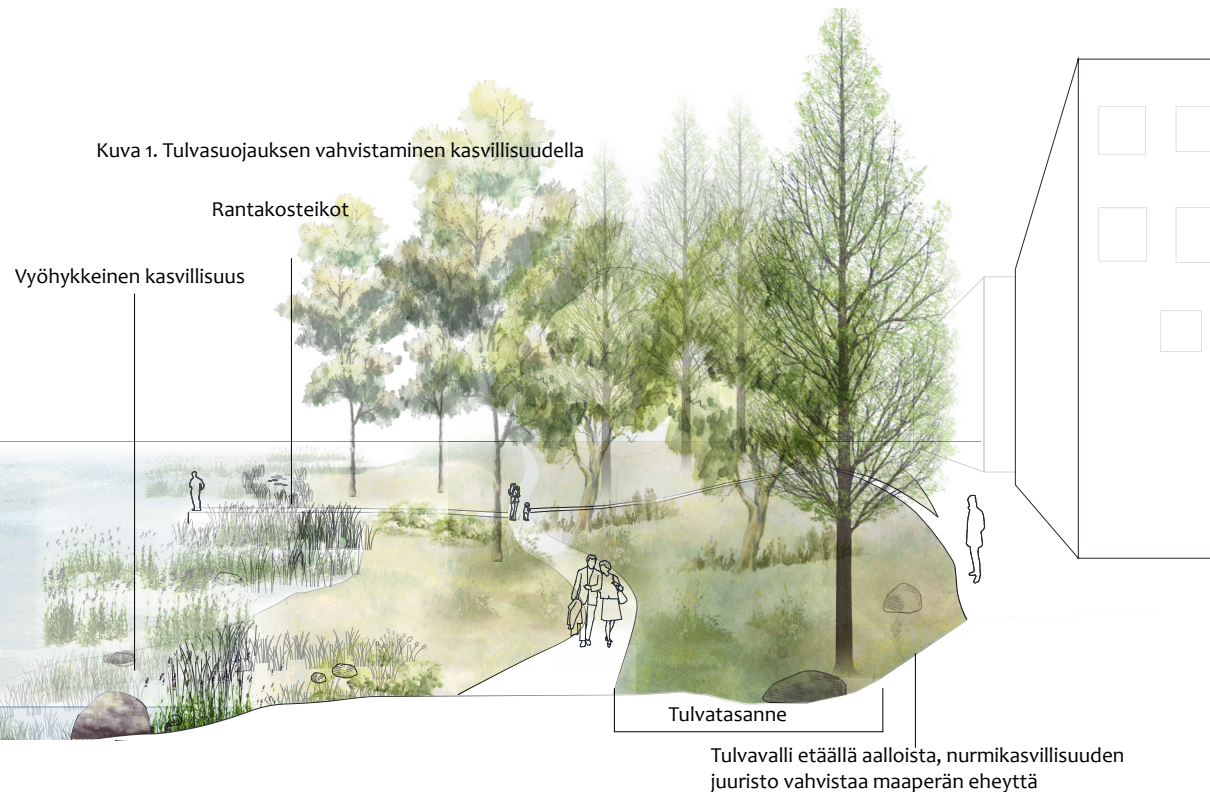 Kuva 1. Tulvasuojauksen vahvistaminen kasvillisuudella
Rantakosteikot
Vyöhykkeinen kasvillisuus
Tulvatasanne
Tulvavalli etäällä aalloista, nurmikasvillisuuden
juuristo vahvistaa maaperän eheyttä